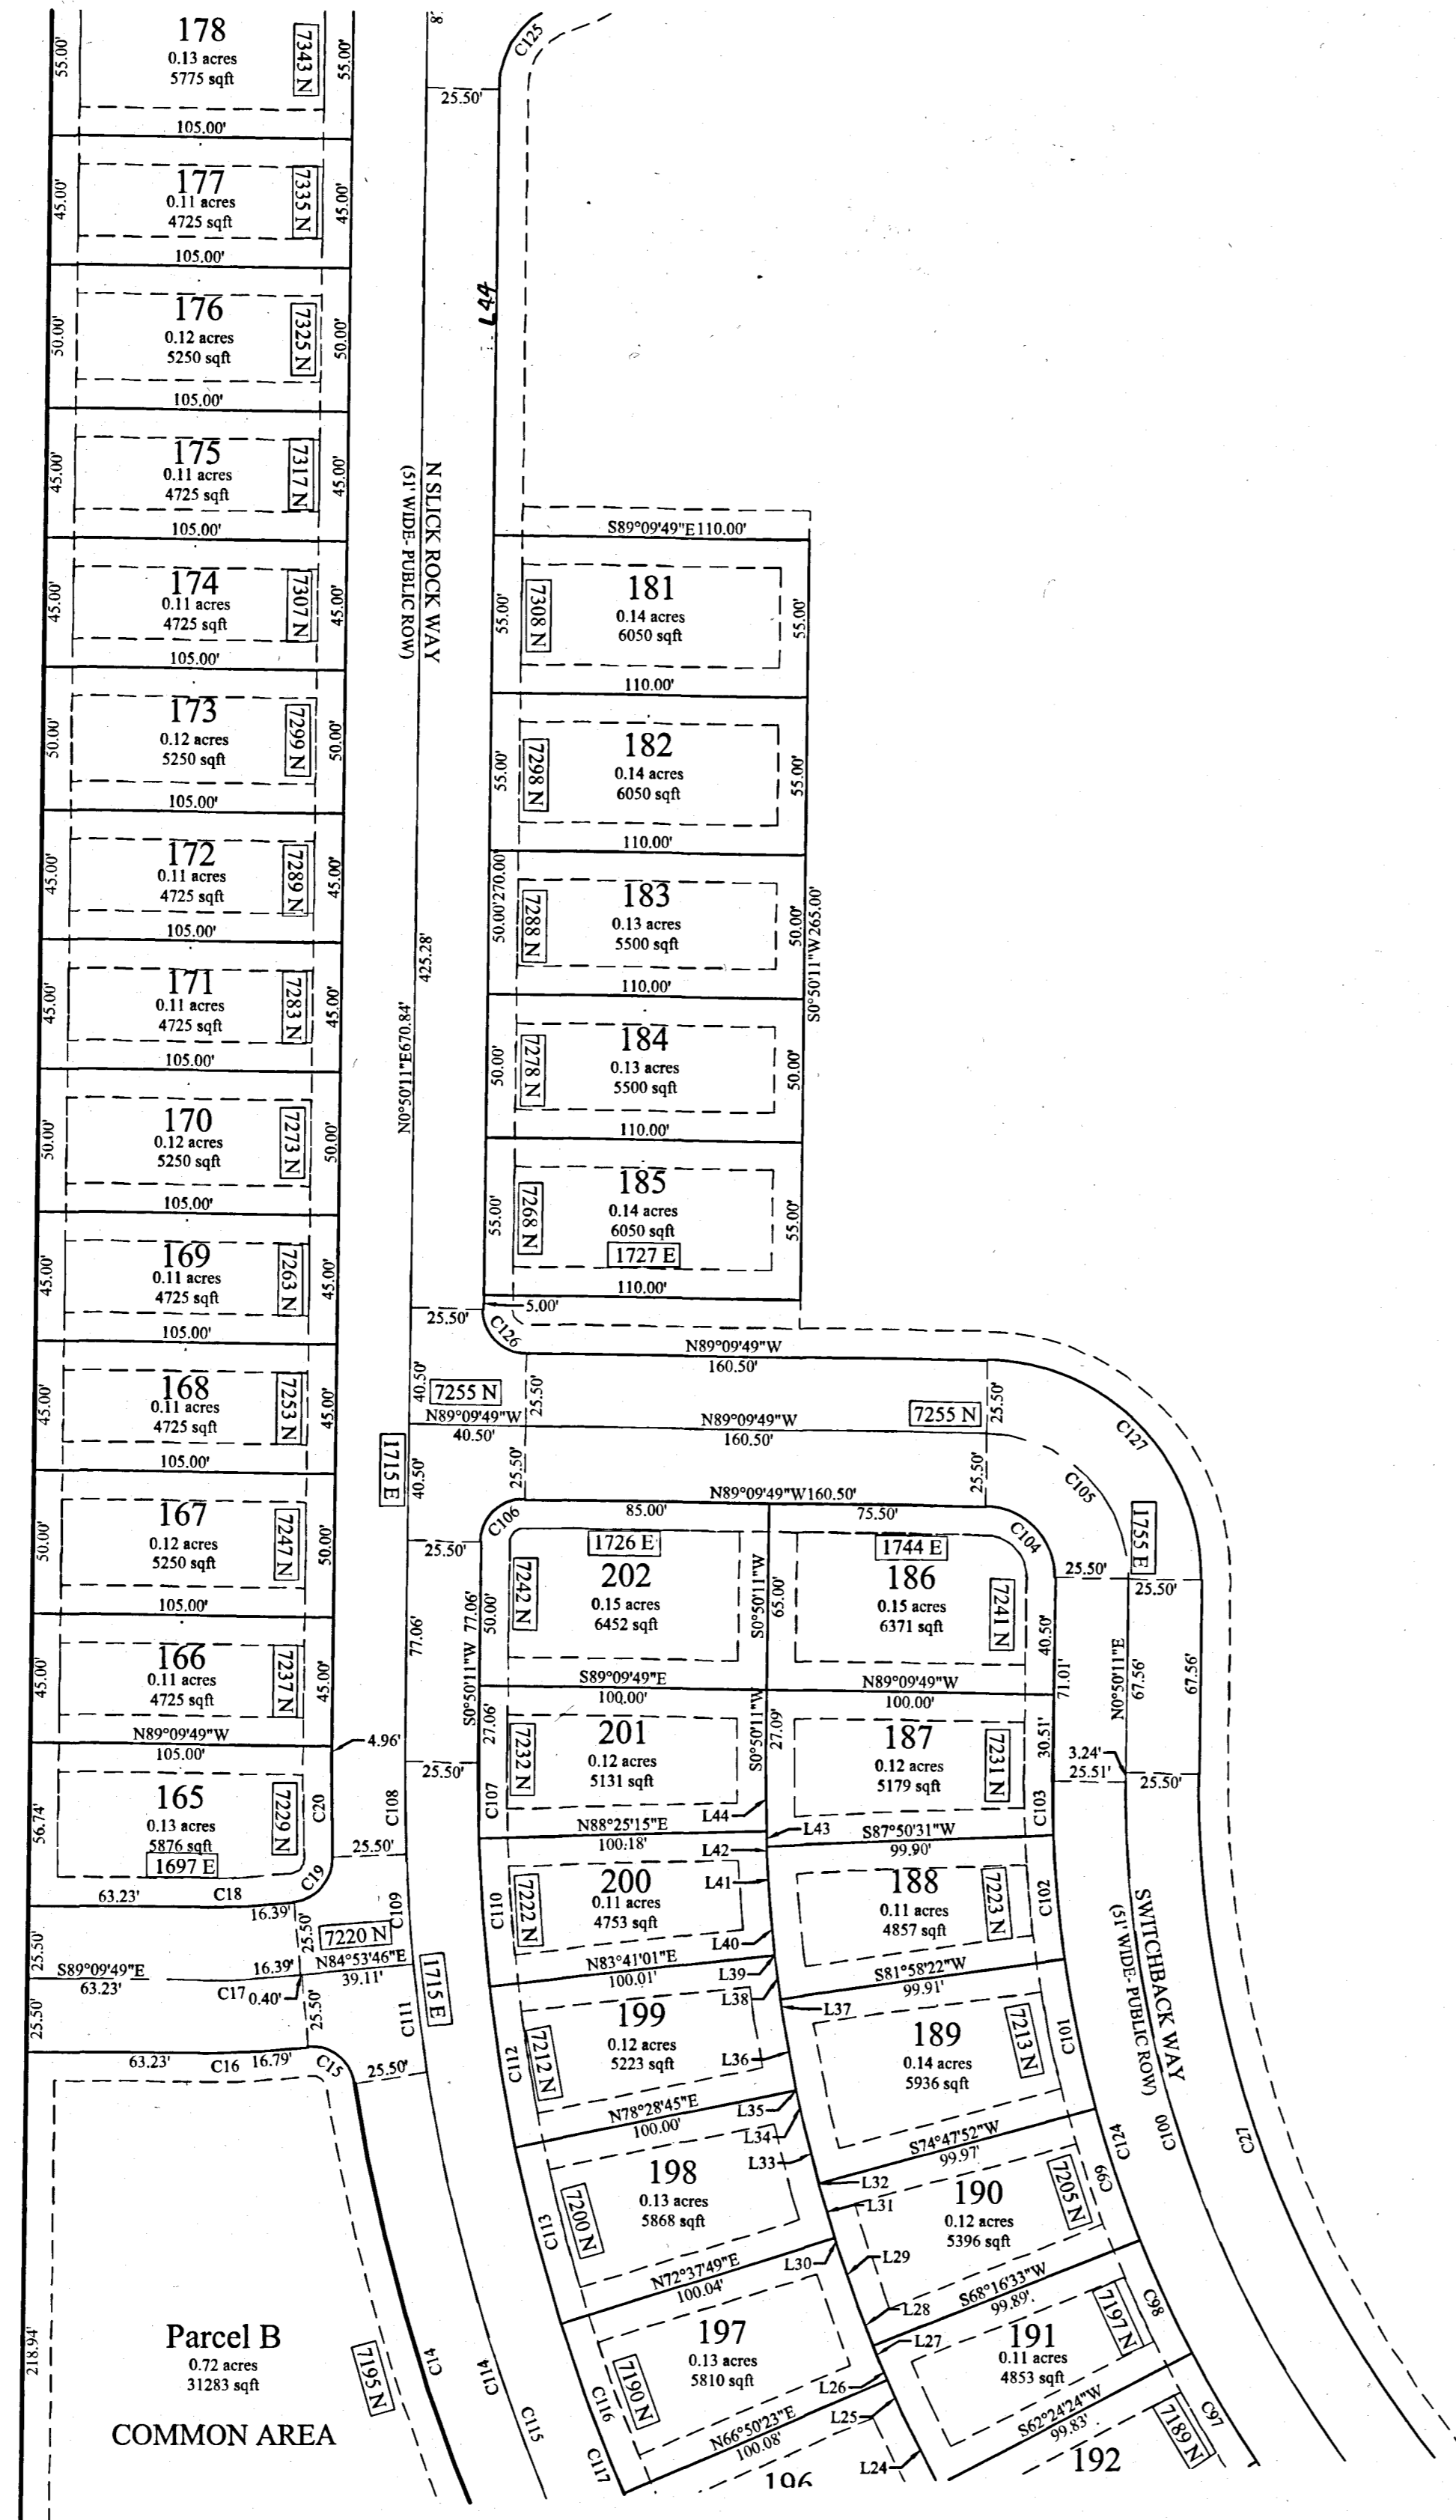 178
0.13 acres
5775 sqft
7343 N
55.00'
55.00'
105.00'
177
0.11 acres
4725 sqft
7335 N
45.00'
45.00'
105.00'
176
0.12 acres
5250 sqft
7325 N
50.00'
50.00'
105.00'
175
0.11 acres
4725 sqft
7317 N
45.00'
45.00'
105.00'
174
0.11 acres
4725 sqft
7307 N
45.00'
45.00'
105.00'
173
0.12 acres
5250 sqft
7299 N
50.00'
50.00'
105.00'
172
0.11 acres
4725 sqft
7289 N
45.00'
45.00'
105.00'
171
0.11 acres
4725 sqft
7283 N
45.00'
45.00'
105.00'
170
0.12 acres
5250 sqft
7273 N
50.00'
50.00'
105.00'
169
0.11 acres
4725 sqft
7263 N
45.00'
45.00'
105.00'
168
0.11 acres
4725 sqft
7253 N
45.00'
45.00'
105.00'
167
0.12 acres
5250 sqft
7247 N
50.00'
50.00'
105.00'
166
0.11 acres
4725 sqft
7237 N
45.00'
45.00'
N89°09'49"W
105.00'
4.96'
165
0.13 acres
5876 sqft
1697 E
7229 N
56.74'
C20
C19
63.23'
C18
16.39'
25.50'
25.50'
S89°09'49"E
63.23'
16.39'
C17
0.40'
7220 N
N84°53'46"E
39.11'
25.50'
25.50'
63.23'
C16
16.79'
C15
25.50'
218.94'
Parcel B
0.72 acres
31283 sqft
COMMON AREA
7195 N
C14
8'
C125
25.50'
L44
N SLICK ROCK WAY
(51' WIDE- PUBLIC ROW)
425.28'
N0°50'11"E670.84'
S89°09'49"E110.00'
181
0.14 acres
6050 sqft
7308 N
55.00'
55.00'
110.00'
182
0.14 acres
6050 sqft
7298 N
55.00'
55.00'
110.00'
183
0.13 acres
5500 sqft
7288 N
50.00'
270.00'
50.00'
S0°50'11"W265.00'
110.00'
184
0.13 acres
5500 sqft
7278 N
50.00'
50.00'
110.00'
185
0.14 acres
6050 sqft
1727 E
7268 N
55.00'
55.00'
110.00'
5.00'
25.50'
C126
N89°09'49"W
160.50'
40.50'
7255 N
25.50'
N89°09'49"W
40.50'
N89°09'49"W
160.50'
7255 N
25.50'
C127
C105
1715 E
40.50'
25.50'
25.50'
N89°09'49"W160.50'
85.00'
75.50'
C106
C104
1755 E
25.50'
25.50'
25.50'
1726 E
202
0.15 acres
6452 sqft
7242 N
50.00'
S0°50'11"W 77.06'
77.06'
S0°50'11"W
65.00'
1744 E
186
0.15 acres
6371 sqft
7241 N
40.50'
71.01'
N0°50'11"E
67.56'
67.56'
S89°09'49"E
100.00'
N89°09'49"W
100.00'
201
0.12 acres
5131 sqft
7232 N
27.06'
C107
C108
25.50'
S0°50'11"W
27.09'
187
0.12 acres
5179 sqft
7231 N
30.51'
C103
3.24'
25.51'
25.50'
L44
L43
N88°25'15"E
100.18'
S87°50'31"W
99.90'
L42
L41
25.50'
C109
C110
200
0.11 acres
4753 sqft
7222 N
188
0.11 acres
4857 sqft
7223 N
C102
L40
N83°41'01"E
100.01'
L39
S81°58'22"W
99.91'
L38
L37
1715 E
C111
C112
199
0.12 acres
5223 sqft
7212 N
189
0.14 acres
5936 sqft
7213 N
C101
L36
SWITCHBACK WAY
(51' WIDE- PUBLIC ROW)
C100
C124
C27
N78°28'45"E
100.00'
L35
L34
S74°47'52"W
99.97'
L33
L32
198
0.13 acres
5868 sqft
7200 N
C113
190
0.12 acres
5396 sqft
7205 N
C99
L31
L30
L29
N72°37'49"E
100.04'
S68°16'33"W
99.89'
L28
L27
197
0.13 acres
5810 sqft
7190 N
C114
C115
C116
C117
191
0.11 acres
4853 sqft
7197 N
C98
L26
L25
N66°50'23"E
100.08'
S62°24'24"W
99.83'
L24
196
192
7189 N
C97